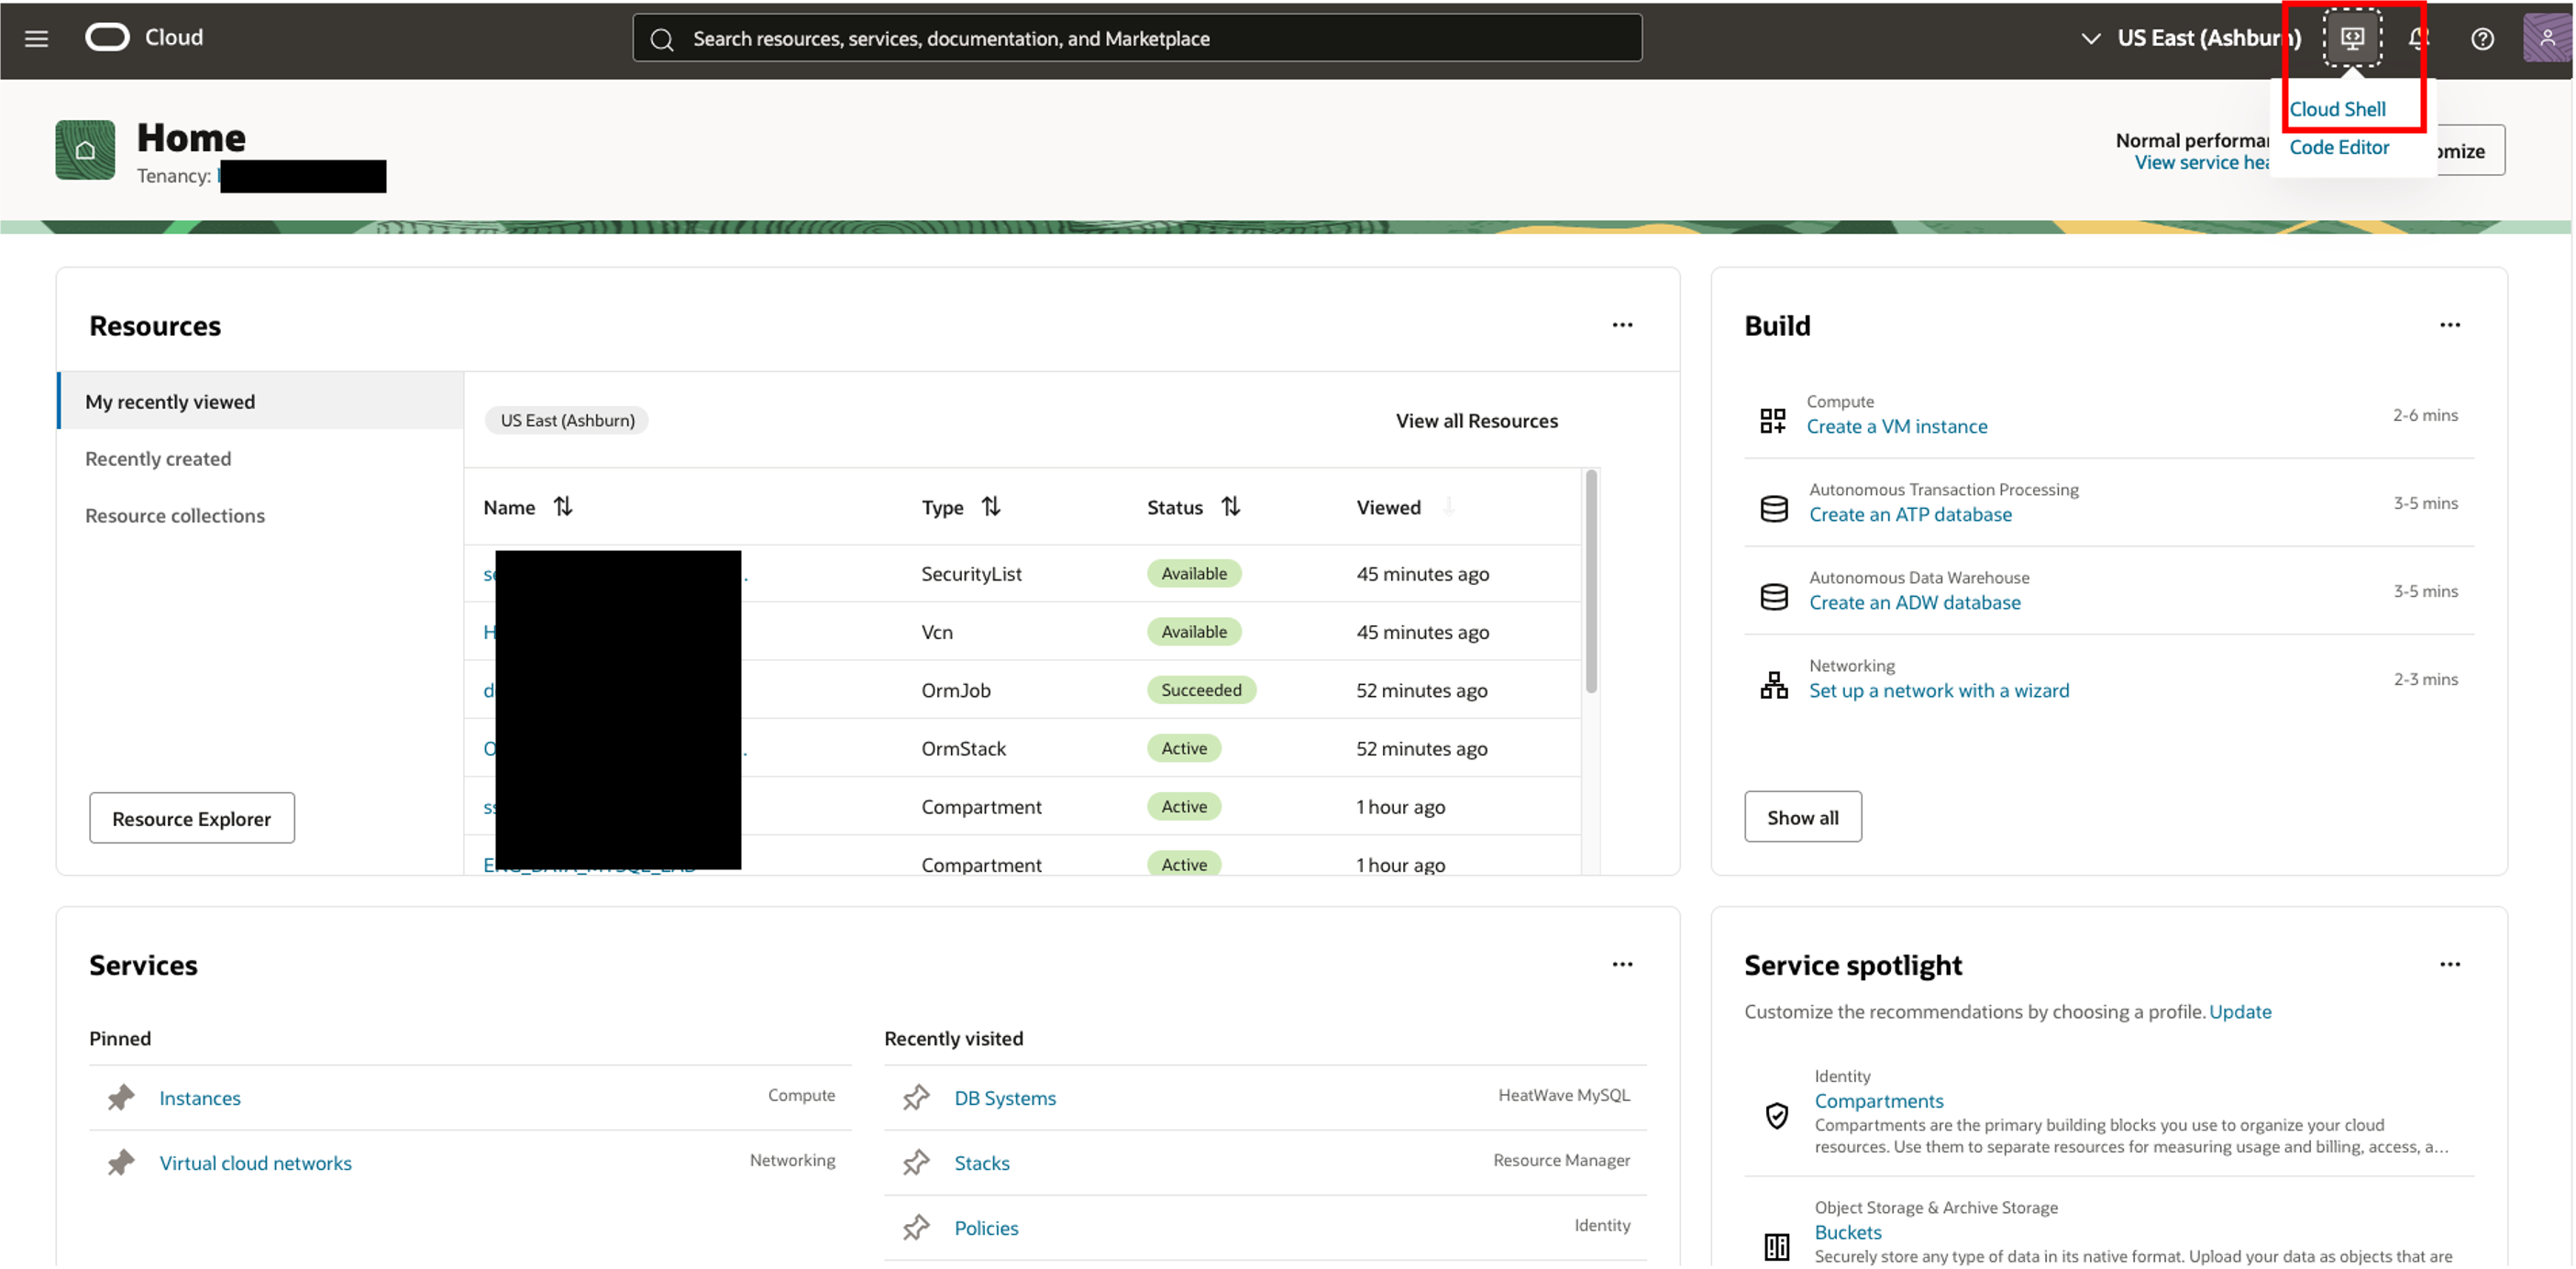 Cloud
Search resources, services, documentation, and Marketplace
US East (Ashburn)
Cloud Shell
Code Editor
Home
Tenancy:
Normal
View service
Resources
My recently viewed
Recently created
Resource collections
Resource Explorer
US East (Ashburn)
View all Resources
Name Type Status Viewed
SecurityList Available 45 minutes ago
Vcn Available 45 minutes ago
OrmJob Succeeded 52 minutes ago
OrmStack Active 52 minutes ago
Compartment Active 1 hour ago
Compartment Active 1 hour ago
Build
Compute
Create a VM instance
2-6 mins
Autonomous Transaction Processing
Create an ATP database
3-5 mins
Autonomous Data Warehouse
Create an ADW database
3-5 mins
Networking
Set up a network with a wizard
2-3 mins
Show all
Services
Pinned
Instances Compute
Virtual cloud networks Networking
Recently visited
DB Systems HeatWave MySQL
Stacks Resource Manager
Policies Identity
Service spotlight
Customize the recommendations by choosing a profile. Update
Identity
Compartments
Compartments are the primary building blocks you use to organize your cloud
resources. Use them to separate resources for measuring usage and billing, access, a...
Object Storage & Archive Storage
Buckets
Securely store any type of data in its native format. Upload your data as objects that are